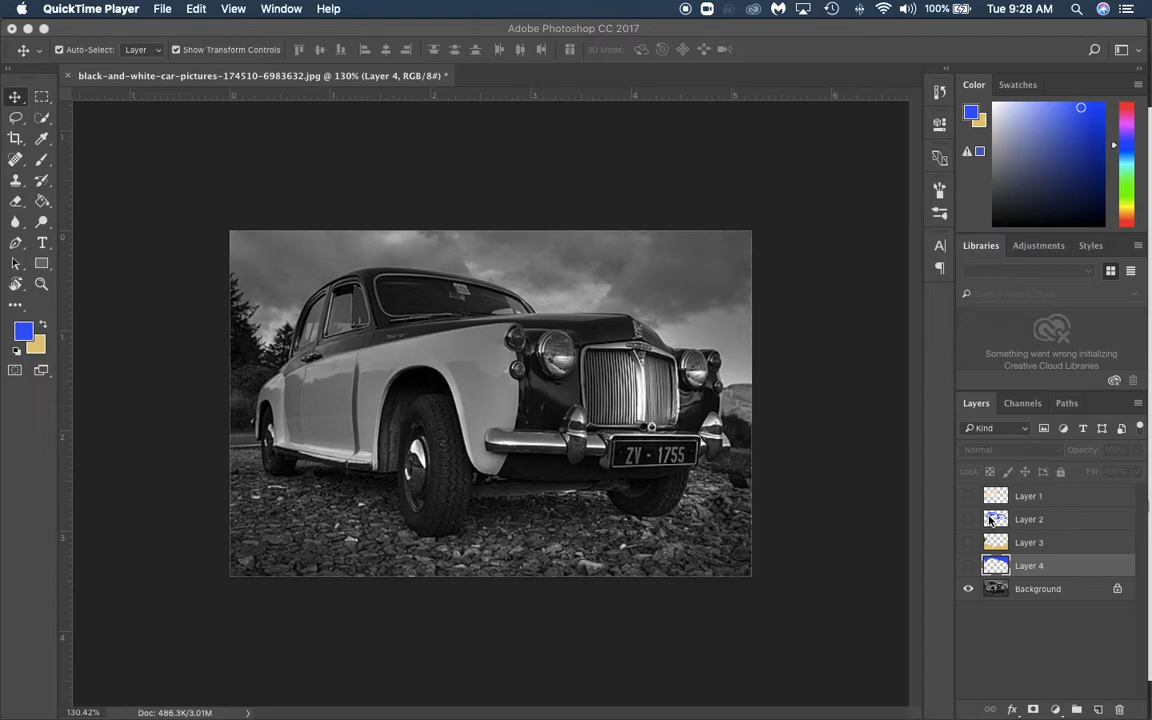 QuickTime Player File Edit View Window Help 100% Tue 9:28 AM
Adobe Photoshop CC 2017
Auto-Select: Layer Show Transform Controls 3D Mode:
black-and-white-car-pictures-174510-6983632.jpg @ 130% (Layer 4, RGB/8#) *
Color Swatches
Libraries Adjustments Styles
Something went wrong initializing
Creative Cloud Libraries
Layers Channels Paths
Kind
Normal Opacity: 100%
Lock: Fill: 100%
Layer 1
Layer 2
Layer 3
Layer 4
Background
ZV - 1755
130.42% Doc: 486.3K/3.01M